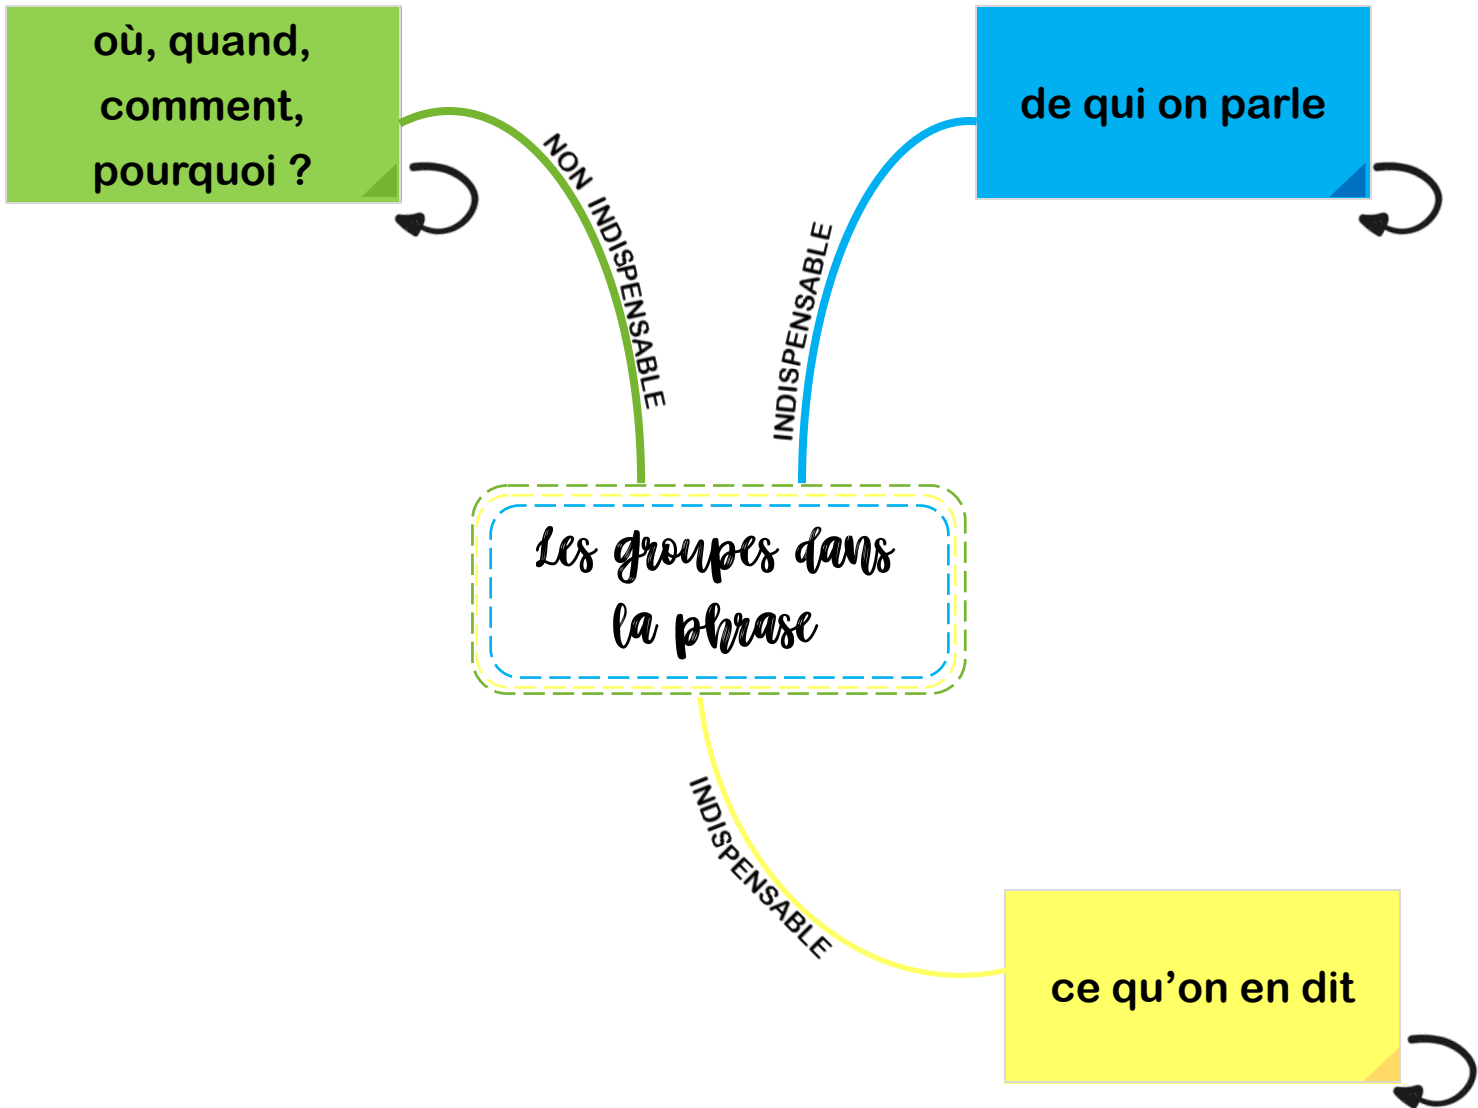 où, quand,
comment,
pourquoi ?
de qui on parle
NON INDISPENSABLE
INDISPENSABLE
Les groupes dans
la phrase
INDISPENSABLE
ce qu’on en dit